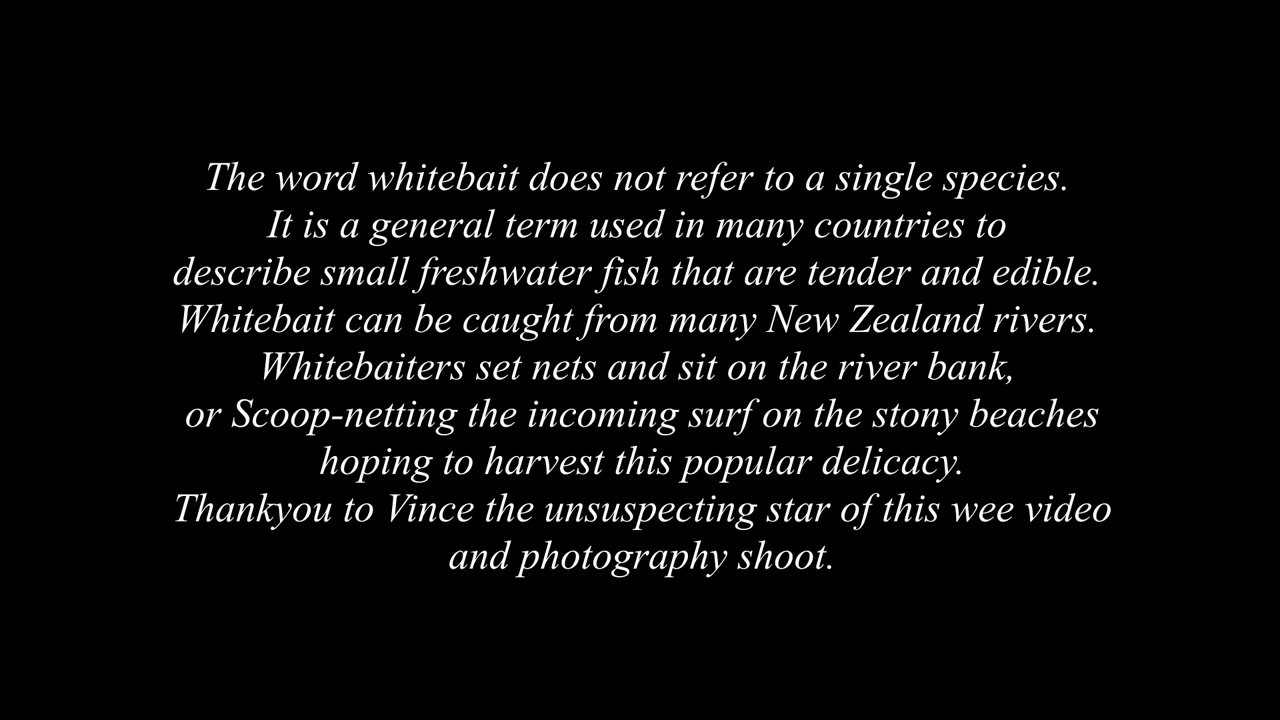 The word whitebait does not refer to a single species.
It is a general term used in many countries to
describe small freshwater fish that are tender and edible.
Whitebait can be caught from many New Zealand rivers.
Whitebaiters set nets and sit on the river bank,
or Scoop-netting the incoming surf on the stony beaches
hoping to harvest this popular delicacy.
Thankyou to Vince the unsuspecting star of this wee video
and photography shoot.